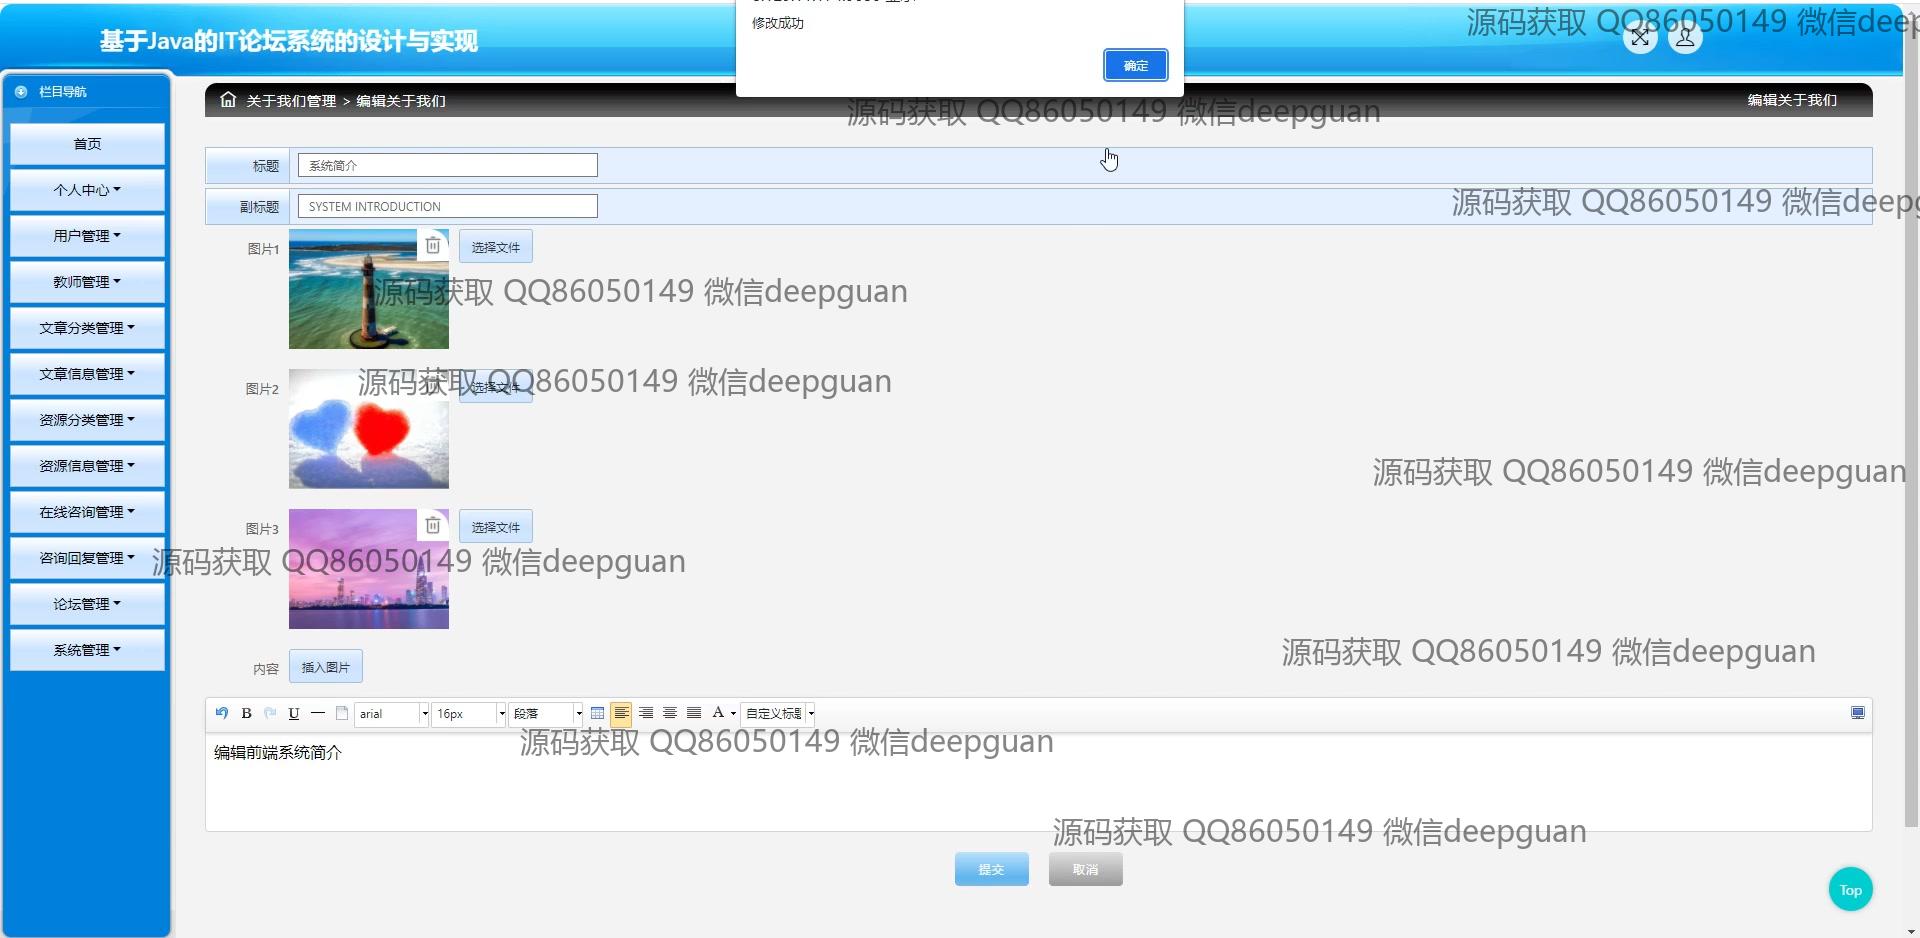 修改成功
确定
基于Java的IT论坛系统的设计与实现
源码获取 QQ86050149 微信deep
栏目导航
首页
个人中心
用户管理
教师管理
文章分类管理
文章信息管理
资源分类管理
资源信息管理
在线咨询管理
咨询回复管理
论坛管理
系统管理
关于我们管理 > 编辑关于我们
编辑关于我们
源码获取 QQ86050149 微信deepguan
标题 系统简介
副标题 SYSTEM INTRODUCTION
源码获取 QQ86050149 微信deepg
图片1 选择文件
源码获取 QQ86050149 微信deepguan
图片2 选择文件
源码获取 QQ86050149 微信deepguan
源码获取 QQ86050149 微信deepguan
图片3 选择文件
源码获取 QQ86050149 微信deepguan
源码获取 QQ86050149 微信deepguan
内容 插入图片
B U arial 16px 段落 A 自定义标题
源码获取 QQ86050149 微信deepguan
编辑前端系统简介
源码获取 QQ86050149 微信deepguan
提交 取消
Top